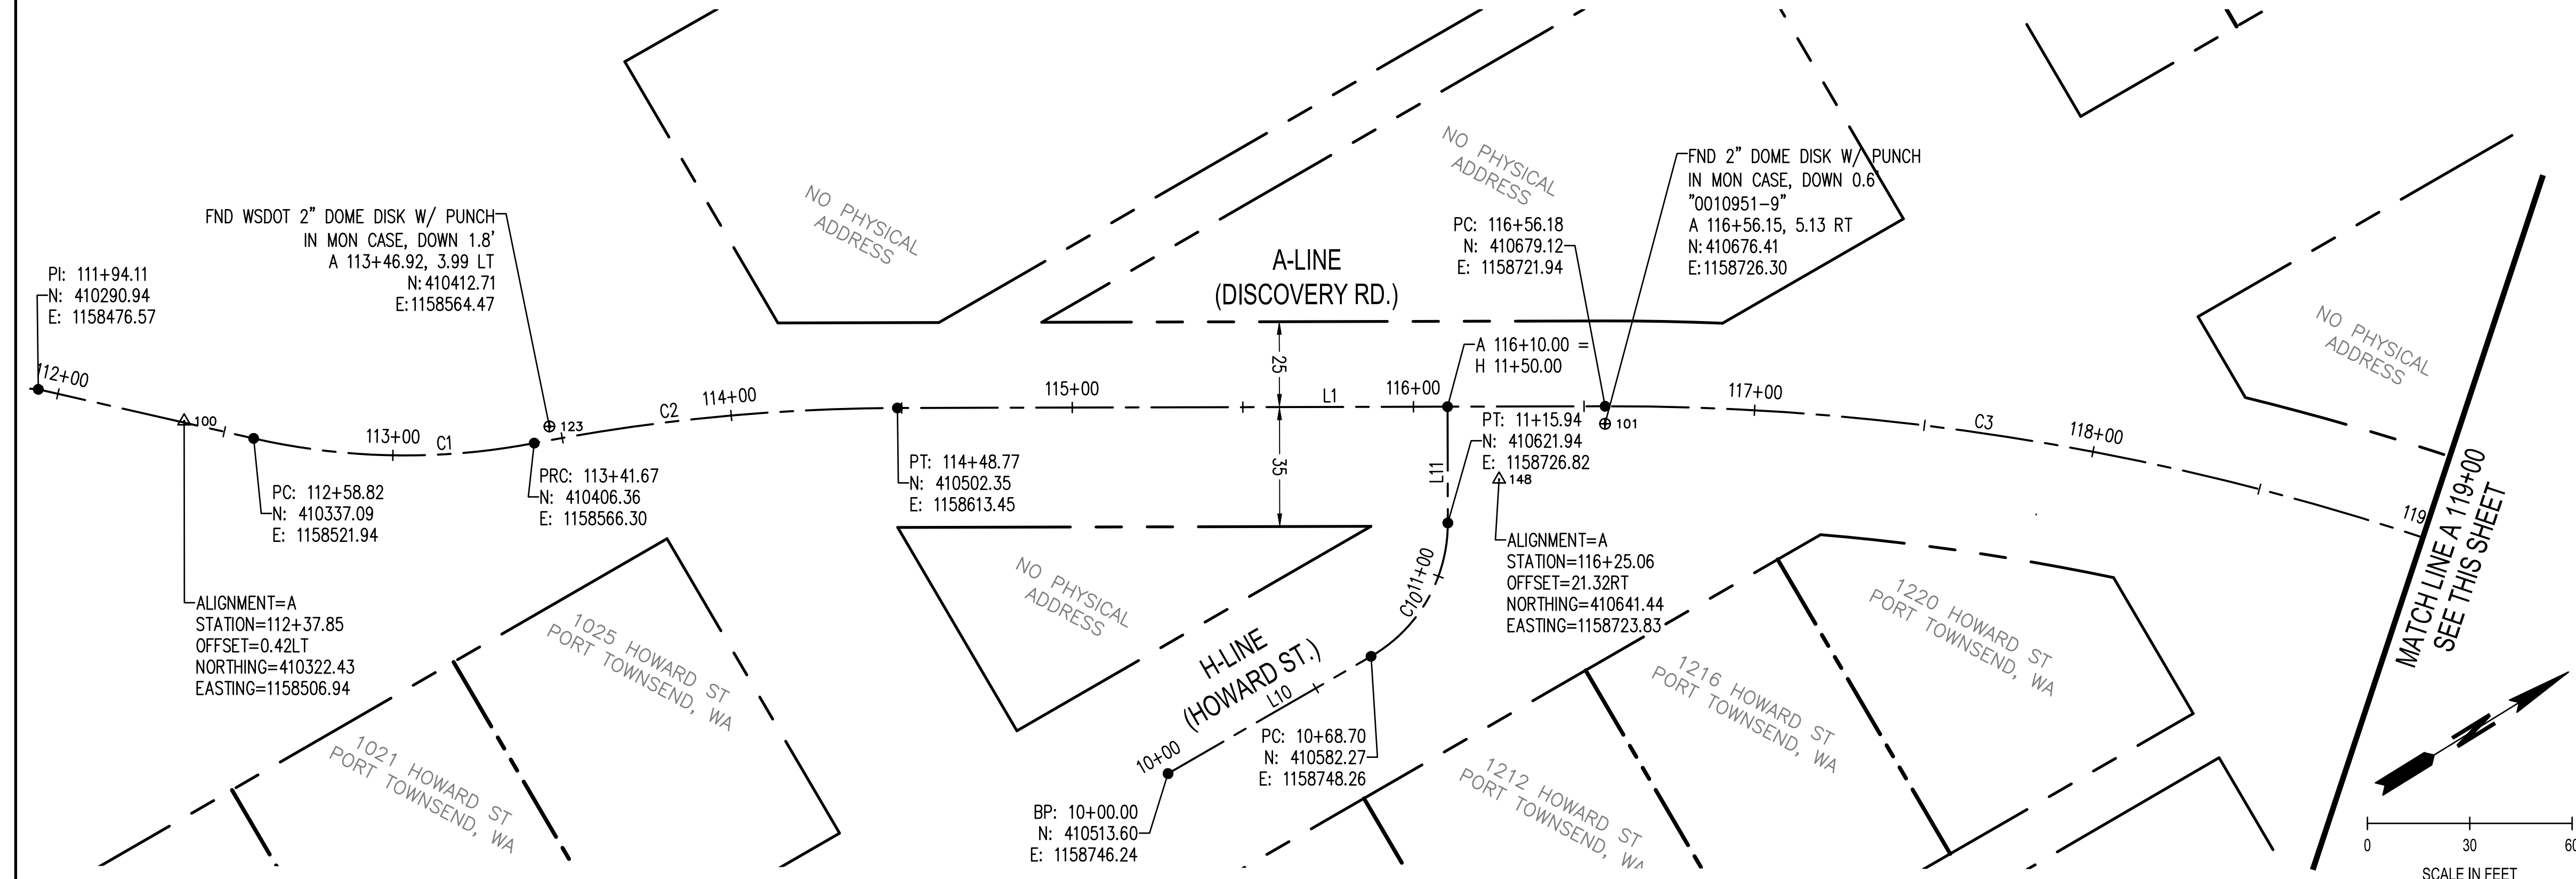 NO PHYSICAL
ADDRESS
NO PHYSICAL
ADDRESS
FND WSDOT 2" DOME DISK W/ PUNCH
IN MON CASE, DOWN 1.8'
A 113+46.92, 3.99 LT
N:410412.71
E:1158564.47
FND 2" DOME DISK W/ PUNCH
IN MON CASE, DOWN 0.6'
"0010951-9"
A 116+56.15, 5.13 RT
N:410676.41
E:1158726.30
PC: 116+56.18
N: 410679.12
E: 1158721.94
PI: 111+94.11
N: 410290.94
E: 1158476.57
A-LINE
(DISCOVERY RD.)
NO PHYSICAL
ADDRESS
25
A 116+10.00 =
H 11+50.00
112+00
100
113+00
C1
123
C2
114+00
115+00
L1
116+00
101
117+00
C3
118+00
119
MATCH LINE A 119+00
SEE THIS SHEET
35
L11
PT: 11+15.94
N: 410621.94
E: 1158726.82
148
PC: 112+58.82
N: 410337.09
E: 1158521.94
PRC: 113+41.67
N: 410406.36
E: 1158566.30
PT: 114+48.77
N: 410502.35
E: 1158613.45
ALIGNMENT=A
STATION=116+25.06
OFFSET=21.32RT
NORTHING=410641.44
EASTING=1158723.83
ALIGNMENT=A
STATION=112+37.85
OFFSET=0.42LT
NORTHING=410322.43
EASTING=1158506.94
NO PHYSICAL
ADDRESS
11+00
C10
H-LINE
(HOWARD ST.)
L10
10+00
PC: 10+68.70
N: 410582.27
E: 1158748.26
BP: 10+00.00
N: 410513.60
E: 1158746.24
1025 HOWARD ST
PORT TOWNSEND, WA
1021 HOWARD ST
PORT TOWNSEND, WA
1220 HOWARD ST
PORT TOWNSEND, WA
1216 HOWARD ST
PORT TOWNSEND, WA
1212 HOWARD ST
PORT TOWNSEND, WA
N
0 30 60
SCALE IN FEET